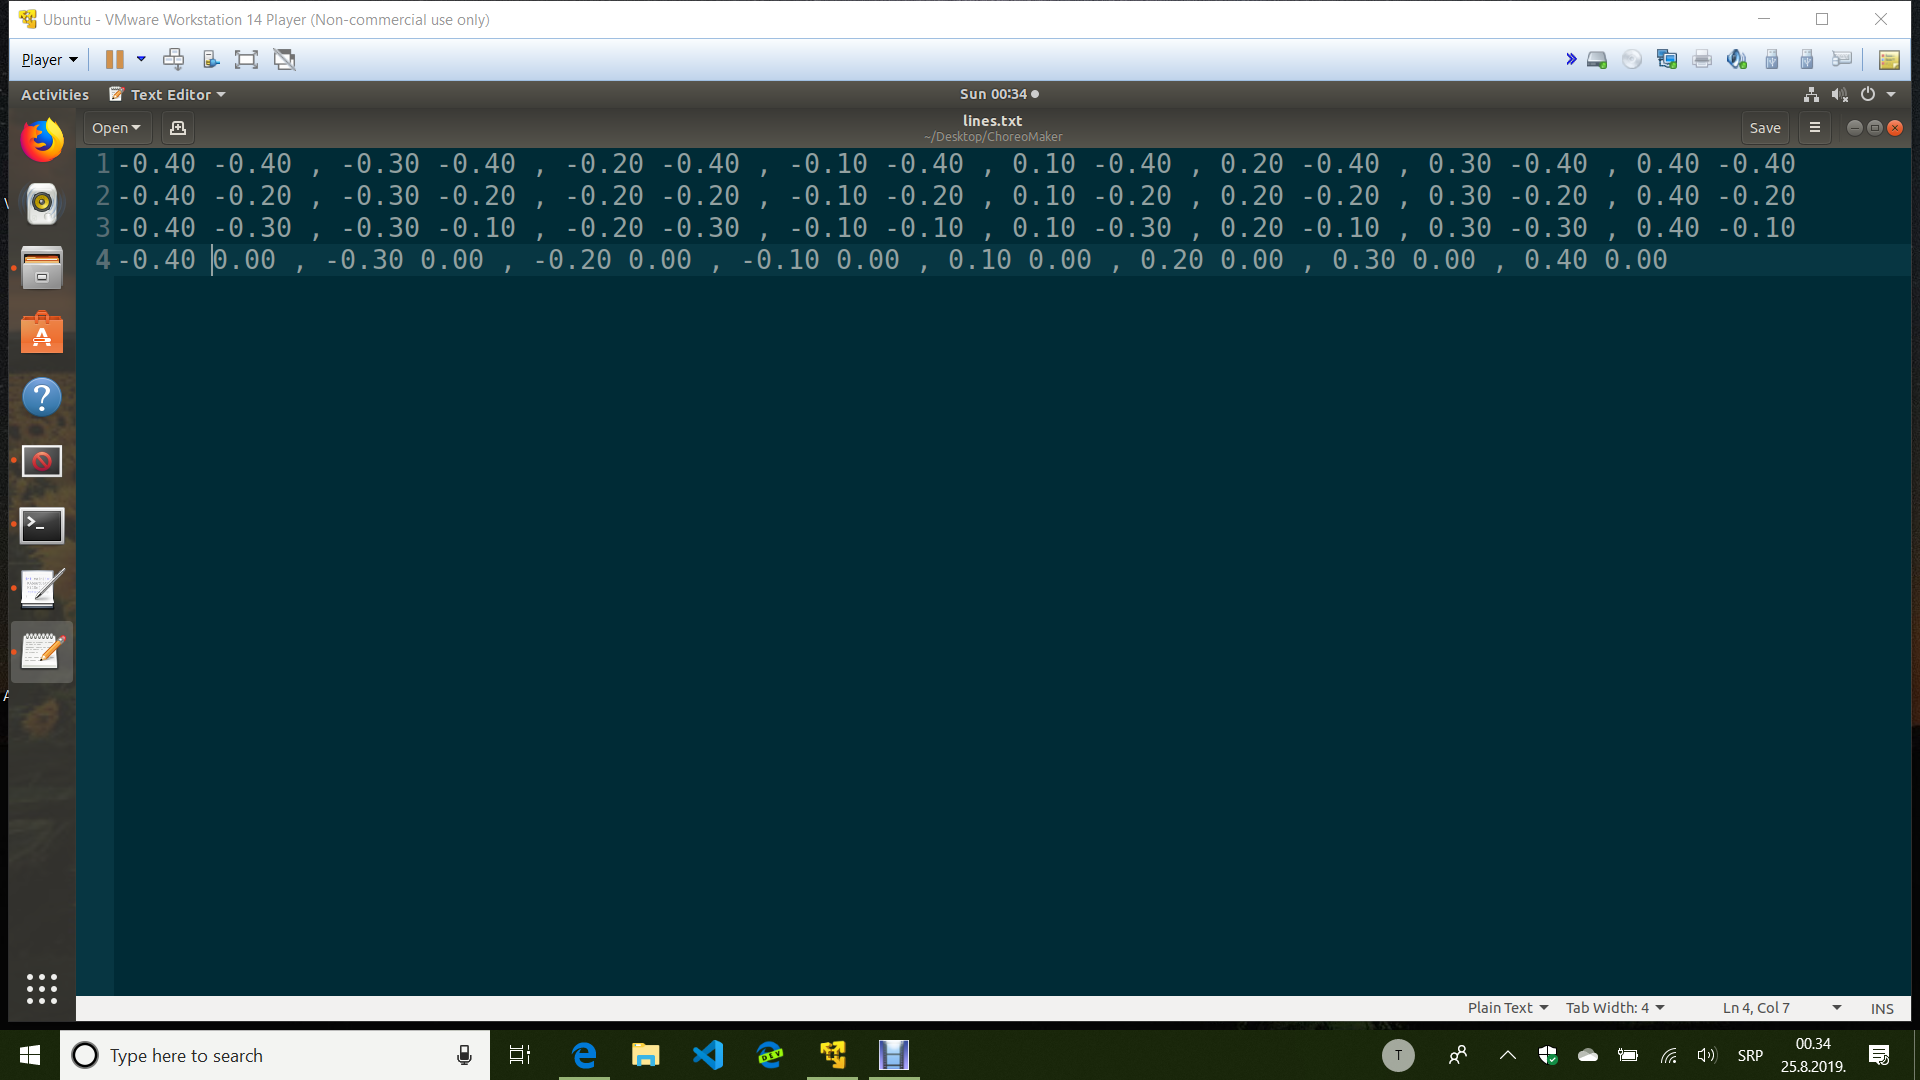 Ubuntu - VMware Workstation 14 Player (Non-commercial use only)
Player
Activities Text Editor Sun 00:34
Open lines.txt Save
~/Desktop/ChoreoMaker
1 -0.40 -0.40 , -0.30 -0.40 , -0.20 -0.40 , -0.10 -0.40 , 0.10 -0.40 , 0.20 -0.40 , 0.30 -0.40 , 0.40 -0.40
2 -0.40 -0.20 , -0.30 -0.20 , -0.20 -0.20 , -0.10 -0.20 , 0.10 -0.20 , 0.20 -0.20 , 0.30 -0.20 , 0.40 -0.20
3 -0.40 -0.30 , -0.30 -0.10 , -0.20 -0.30 , -0.10 -0.10 , 0.10 -0.30 , 0.20 -0.10 , 0.30 -0.30 , 0.40 -0.10
4 -0.40 0.00 , -0.30 0.00 , -0.20 0.00 , -0.10 0.00 , 0.10 0.00 , 0.20 0.00 , 0.30 0.00 , 0.40 0.00
Plain Text Tab Width: 4 Ln 4, Col 7 INS
Type here to search
DEV
T
SRP
00.34
25.8.2019.